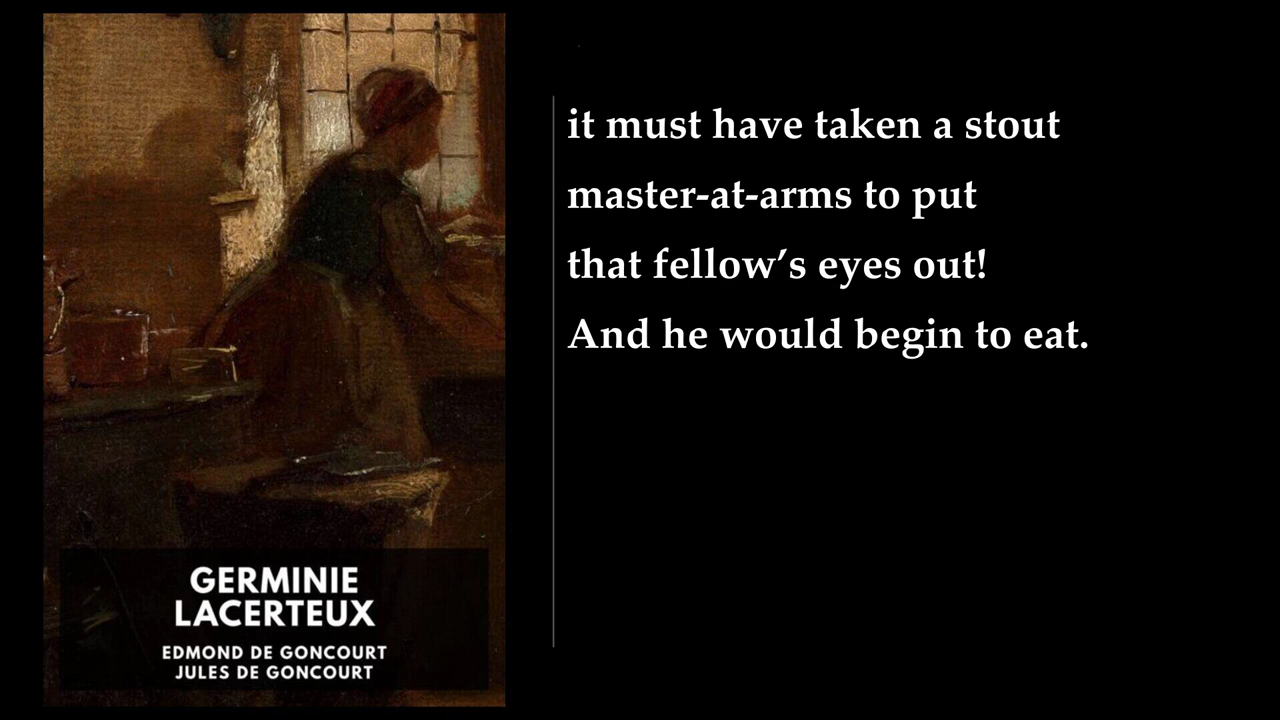 it must have taken a stout
master-at-arms to put
that fellow’s eyes out!
And he would begin to eat.
GERMINIE
LACERTEUX
EDMOND DE GONCOURT
JULES DE GONCOURT